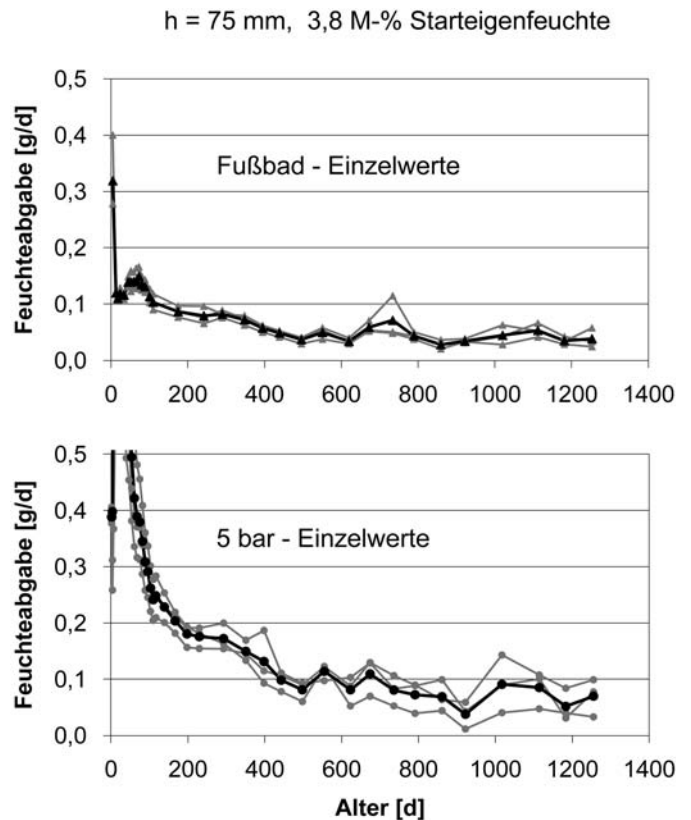 h = 75 mm, 3,8 M-% Starteigenfeuchte
0,5
0,4
0,3
0,2
0,1
0,0
Feuchteabgabe [g/d]
Fußbad - Einzelwerte
0 200 400 600 800 1000 1200 1400
0,5
0,4
0,3
0,2
0,1
0,0
Feuchteabgabe [g/d]
5 bar - Einzelwerte
0 200 400 600 800 1000 1200 1400
Alter [d]